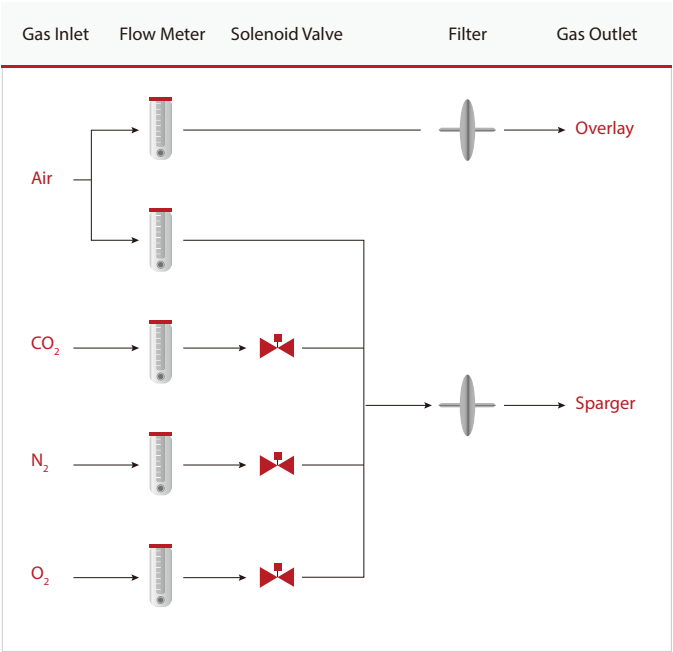 Gas Inlet Flow Meter Solenoid Valve Filter Gas Outlet
Overlay
Air
CO₂
Sparger
N₂
O₂